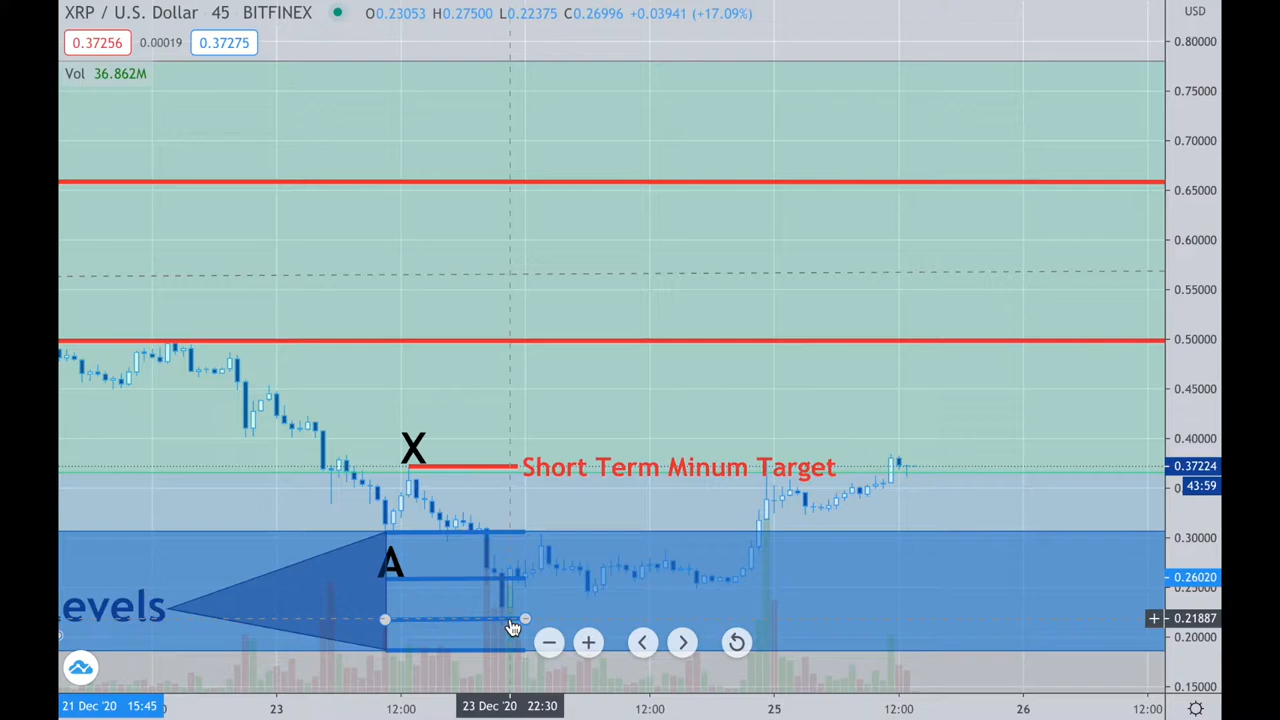 XRP / U.S. Dollar 45 BITFINEX O0.23053 H0.27500 L0.22375 C0.26996 +0.03941 (+17.09%)
USD
0.37256 0.00019 0.37275
Vol 36.862M
0.80000
0.75000
0.70000
0.65000
0.60000
0.55000
0.50000
0.45000
0.40000
X
Short Term Minum Target
0.37224
43:59
0.30000
A
0.26020
evels
0.21887
0.20000
0.15000
21 Dec '20 15:45
23
12:00
23 Dec '20 22:30
12:00
25
12:00
26
12:00